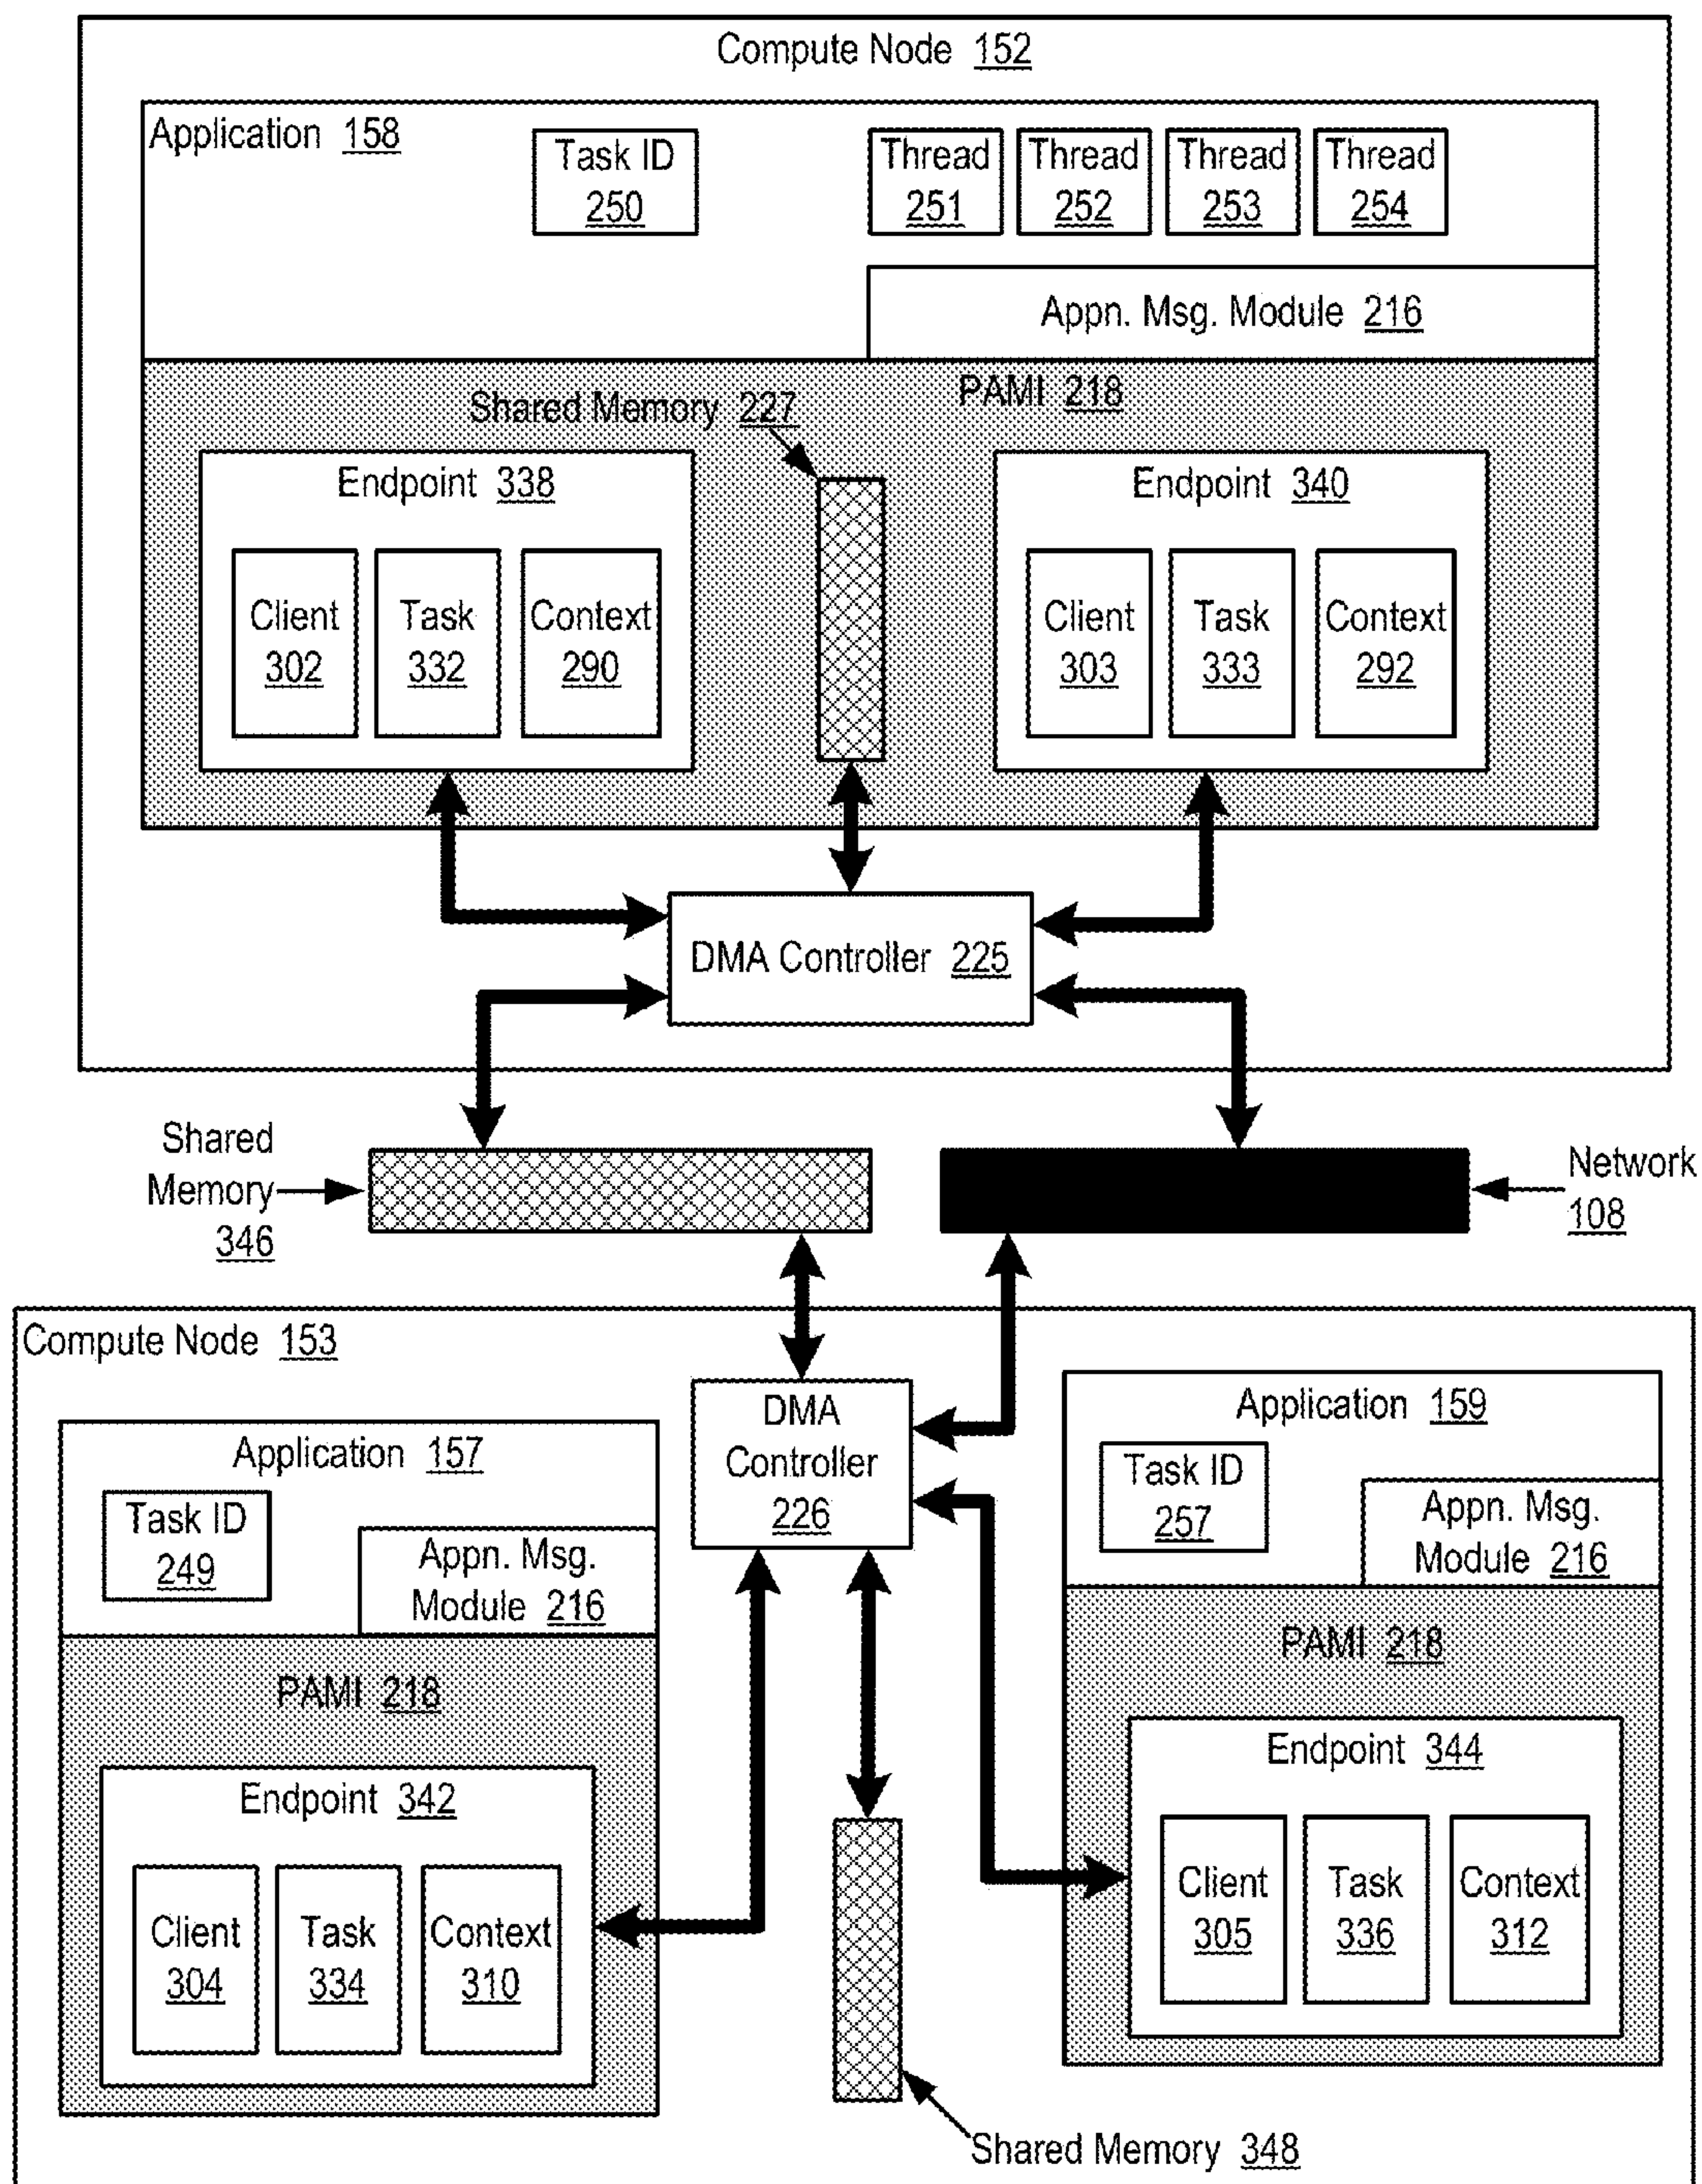 Compute Node 152
Application 158
Task ID
250
Thread
251
Thread
252
Thread
253
Thread
254
Appn. Msg. Module 216
PAMI 218
Shared Memory 227
Endpoint 338
Client
302
Task
332
Context
290
Endpoint 340
Client
303
Task
333
Context
292
DMA Controller 225
Shared
Memory
346
Network
108
Compute Node 153
DMA
Controller
226
Application 157
Task ID
249
Appn. Msg.
Module 216
PAMI 218
Endpoint 342
Client
304
Task
334
Context
310
Application 159
Task ID
257
Appn. Msg.
Module 216
PAMI 218
Endpoint 344
Client
305
Task
336
Context
312
Shared Memory 348